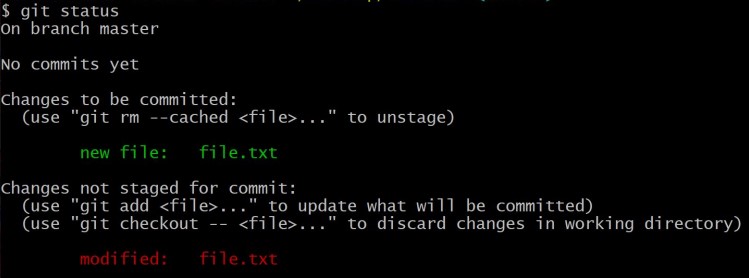 $ git status
On branch master
No commits yet
Changes to be committed:
(use "git rm --cached <file>..." to unstage)
new file: file.txt
Changes not staged for commit:
(use "git add <file>..." to update what will be committed)
(use "git checkout -- <file>..." to discard changes in working directory)
modified: file.txt